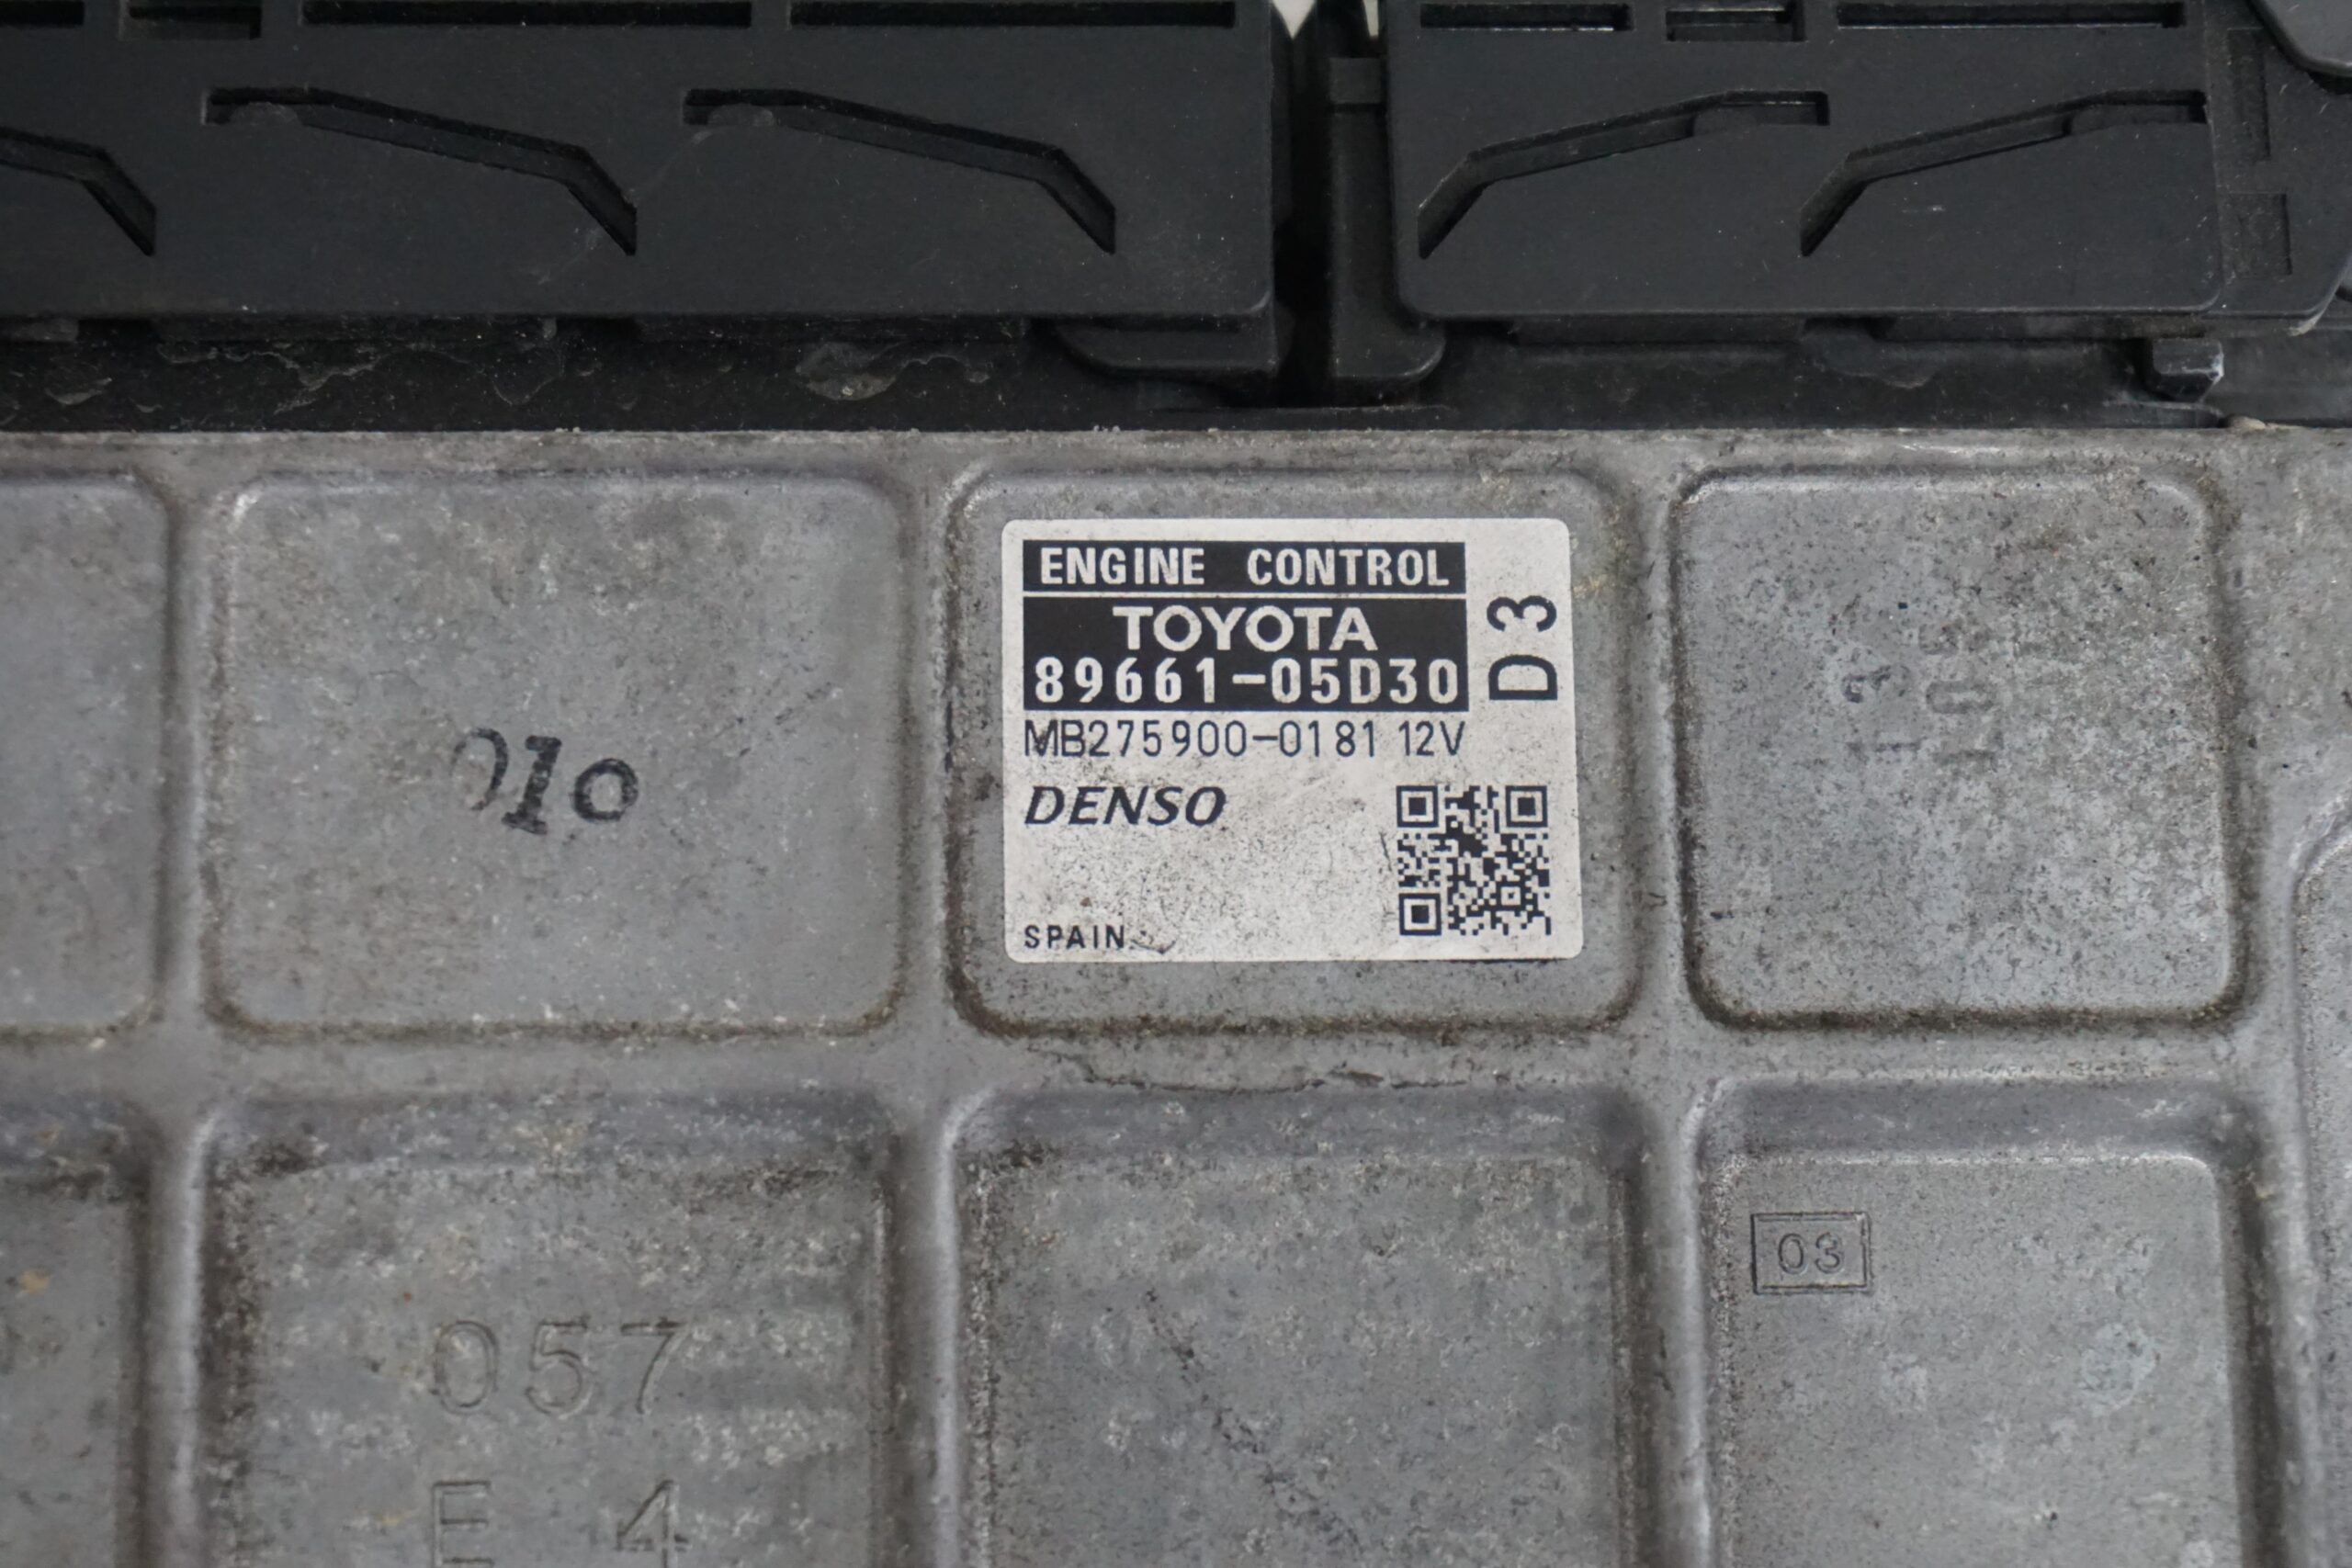 ENGINE CONTROL
TOYOTA
89661-05D30
D3
MB275900-0181 12V
DENSO
SPAIN
010
03
057
E 4